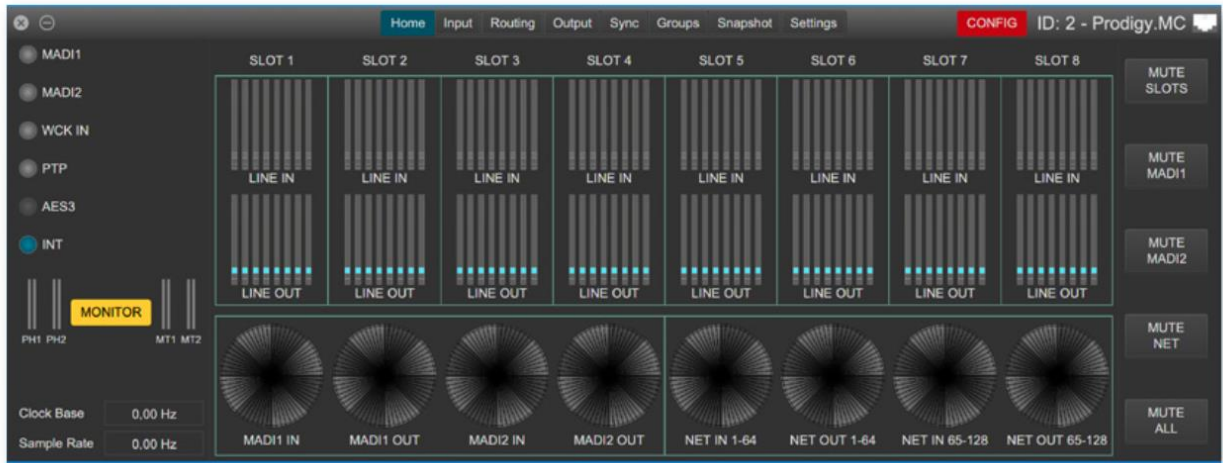 Home Input Routing Output Sync Groups Snapshot Settings CONFIG ID: 2 - Prodigy.MC
MADI1
MADI2
WCK IN
PTP
AES3
INT
MONITOR
PH1 PH2 MT1 MT2
Clock Base 0,00 Hz
Sample Rate 0.00 Hz
SLOT 1 SLOT 2 SLOT 3 SLOT 4 SLOT 5 SLOT 6 SLOT 7 SLOT 8
LINE IN LINE IN LINE IN LINE IN LINE IN LINE IN LINE IN LINE IN
LINE OUT LINE OUT LINE OUT LINE OUT LINE OUT LINE OUT LINE OUT LINE OUT
MADI1 IN MADI1 OUT MADI2 IN MADI2 OUT NET IN 1-64 NET OUT 1-64 NET IN 65-128 NET OUT 65-128
MUTE
SLOTS
MUTE
MADI1
MUTE
MADI2
MUTE
NET
MUTE
ALL